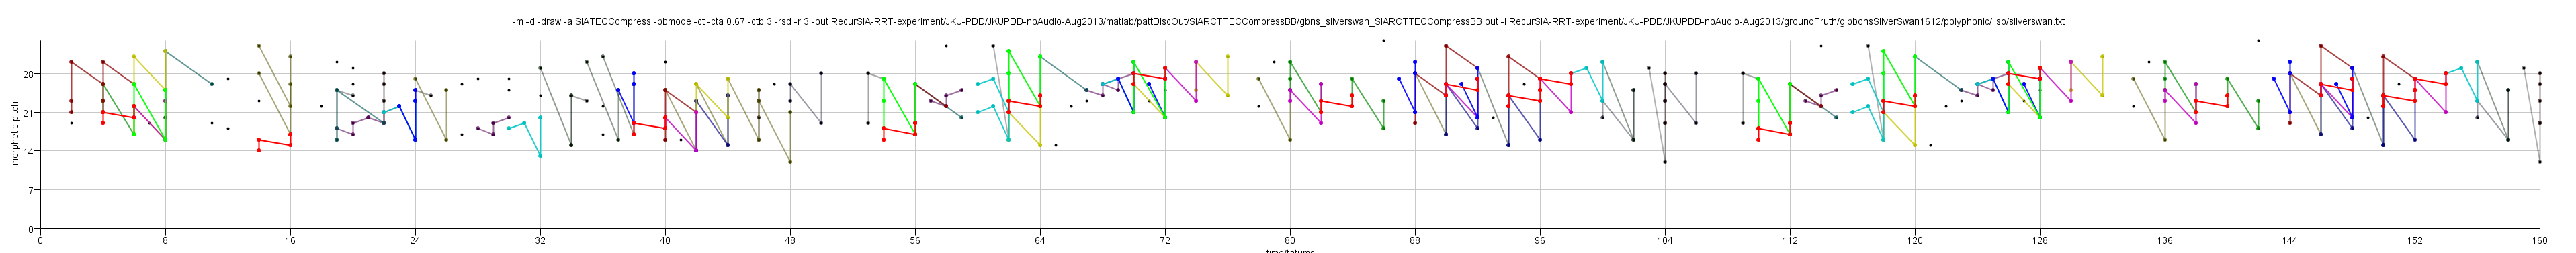 -m -d -draw -a SIATECCompress -bbmode -ct -cta 0.67 -ctb 3 -rsd -r 3 -out RecurSIA-RRT-experiment/JKU-PDD/JKUPDD-noAudio-Aug2013/matlab/pattDiscOut/SIARCTTECCompressBB/gbns_silverswan_SIARCTTECCompressBB.out -i RecurSIA-RRT-experiment/JKU-PDD/JKUPDD-noAudio-Aug2013/groundTruth/gibbonsSilverSwan1612/polyphonic/lisp/silverswan.txt
morphetic pitch
28
21
14
7
0
0 8 16 24 32 40 48 56 64 72 80 88 96 104 112 120 128 136 144 152 160
time/tatums